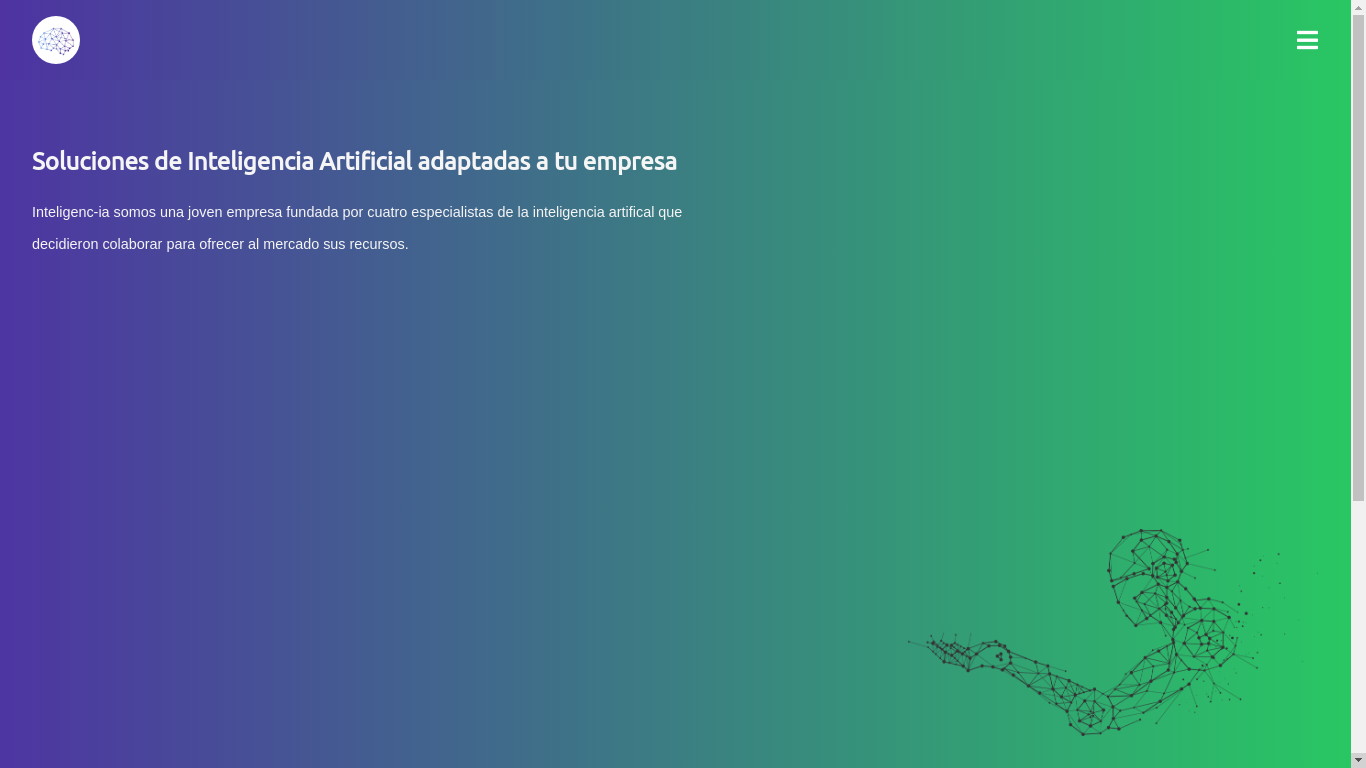 Soluciones de Inteligencia Artificial adaptadas a tu empresa
Inteligenc-ia somos una joven empresa fundada por cuatro especialistas de la inteligencia artifical que
decidieron colaborar para ofrecer al mercado sus recursos.